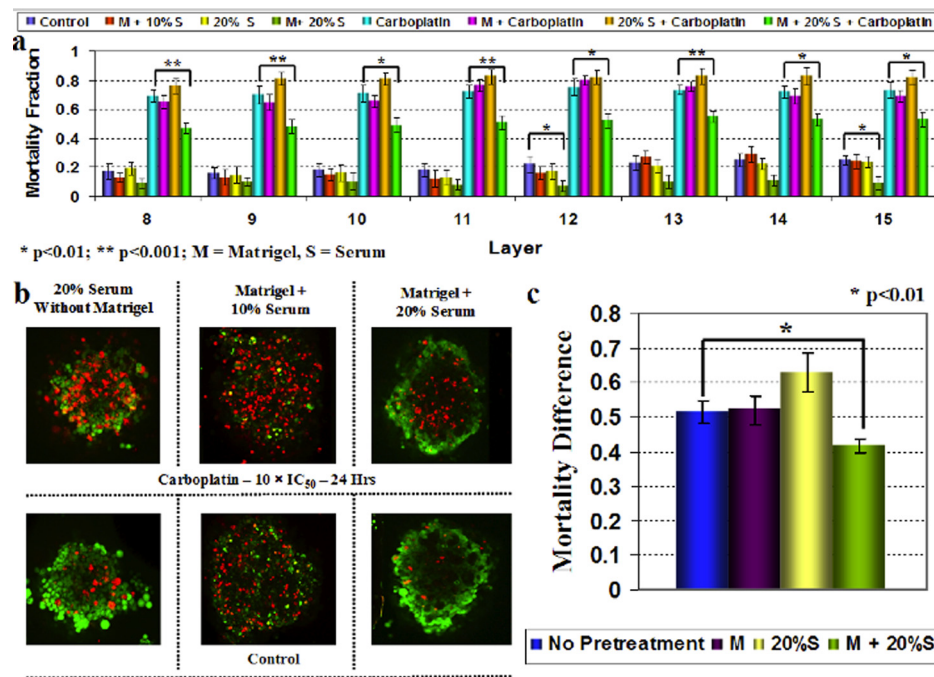 Control M + 10% S 20% S M+ 20% S Carboplatin M + Carboplatin 20% S + Carboplatin M + 20% S + Carboplatin
a
Mortality Fraction
1
0.8
0.6
0.4
0.2
0
** ** * ** * ** * *
* *
8 9 10 11 12 13 14 15
Layer
* p<0.01; ** p<0.001; M = Matrigel, S = Serum
b
20% Serum
Without Matrigel
Matrigel +
10% Serum
Matrigel +
20% Serum
Carboplatin – 10 × IC50 – 24 Hrs
Control
c
* p<0.01
Mortality Difference
0.8
0.7
0.6
0.5
0.4
0.3
0.2
0.1
0
*
No Pretreatment M 20%S M + 20%S